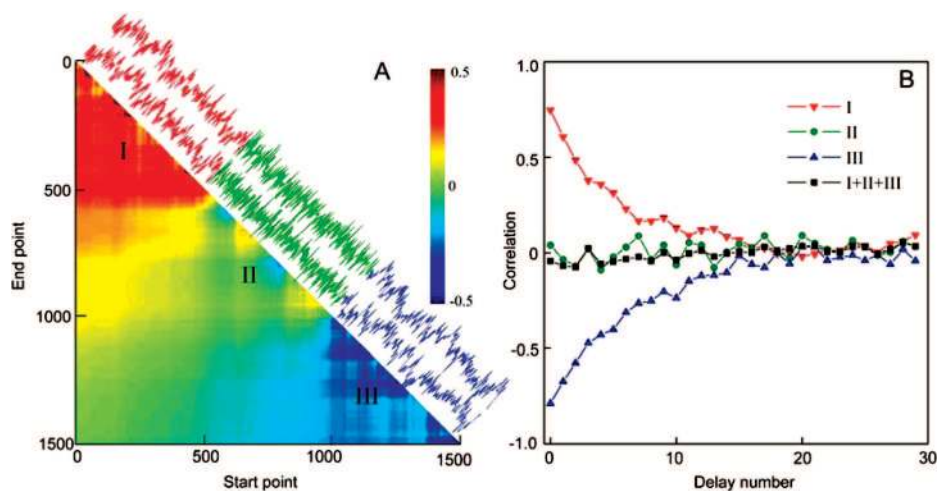 A
0.5
0
-0.5
0
500
1000
1500
End point
I
II
III
0
500
1000
1500
Start point
B
1.0
0.5
0
-0.5
-1.0
Correlation
I
II
III
I+II+III
0
10
20
30
Delay number